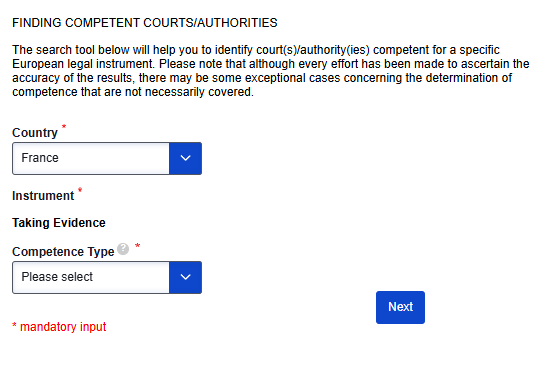 FINDING COMPETENT COURTS/AUTHORITIES
The search tool below will help you to identify court(s)/authority(ies) competent for a specific
European legal instrument. Please note that although every effort has been made to ascertain the
accuracy of the results, there may be some exceptional cases concerning the determination of
competence that are not necessarily covered.
Country *
France
Instrument *
Taking Evidence
Competence Type ? *
Please select
Next
* mandatory input